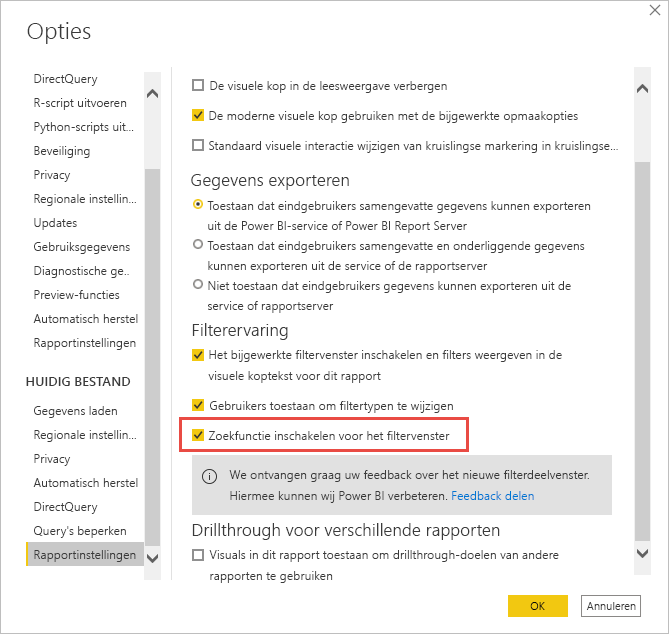 Opties
DirectQuery
R-script uitvoeren
Python-scripts uit...
Beveiliging
Privacy
Regionale instellin...
Updates
Gebruiksgegevens
Diagnostische ge..
Preview-functies
Automatisch herstel
Rapportinstellingen
HUIDIG BESTAND
Gegevens laden
Regionale instellin...
Privacy
Automatisch herstel
DirectQuery
Query's beperken
Rapportinstellingen
De visuele kop in de leesweergave verbergen
De moderne visuele kop gebruiken met de bijgewerkte opmaakopties
Standaard visuele interactie wijzigen van kruislingse markering in kruislingse...
Gegevens exporteren
Toestaan dat eindgebruikers samengevatte gegevens kunnen exporteren
uit de Power BI-service of Power BI Report Server
Toestaan dat eindgebruikers samengevatte en onderliggende gegevens
kunnen exporteren uit de service of de rapportserver
Niet toestaan dat eindgebruikers gegevens kunnen exporteren uit de
service of rapportserver
Filterervaring
Het bijgewerkte filtervenster inschakelen en filters weergeven in de
visuele koptekst voor dit rapport
Gebruikers toestaan om filtertypen te wijzigen
Zoekfunctie inschakelen voor het filtervenster
We ontvangen graag uw feedback over het nieuwe filterdeelvenster.
Hiermee kunnen wij Power BI verbeteren. Feedback delen
Drillthrough voor verschillende rapporten
Visuals in dit rapport toestaan om drillthrough-doelen van andere
rapporten te gebruiken
OK
Annuleren